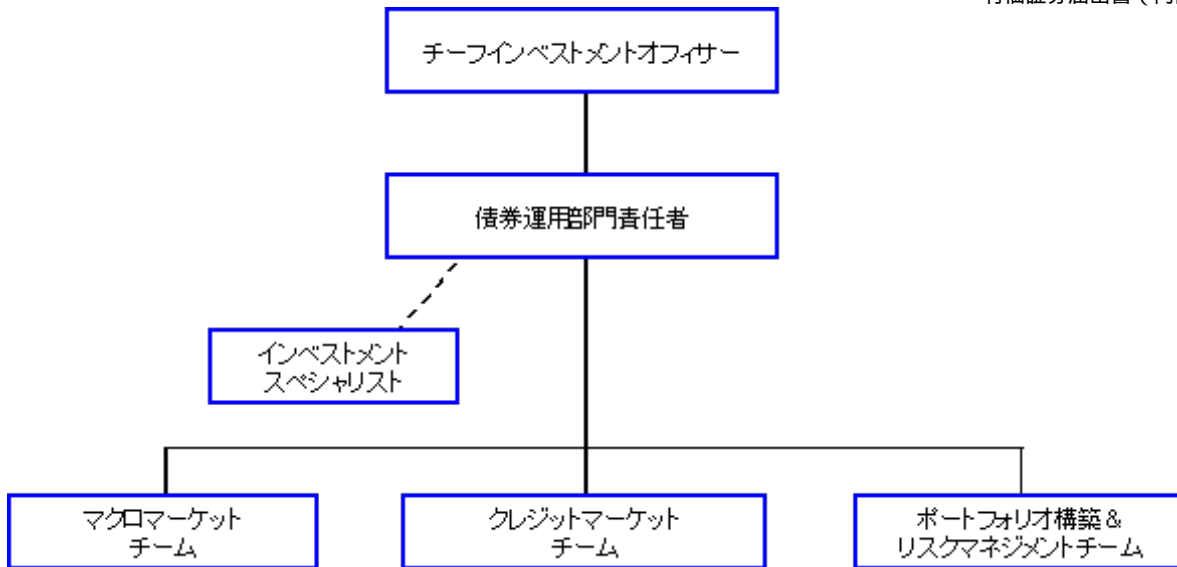 チーフインベストメントオフィサー
債券運用部門責任者
インベストメント
スペシャリスト
マクロマーケット
チーム
クレジットマーケット
チーム
ポートフォリオ構築&
リスクマネジメントチーム